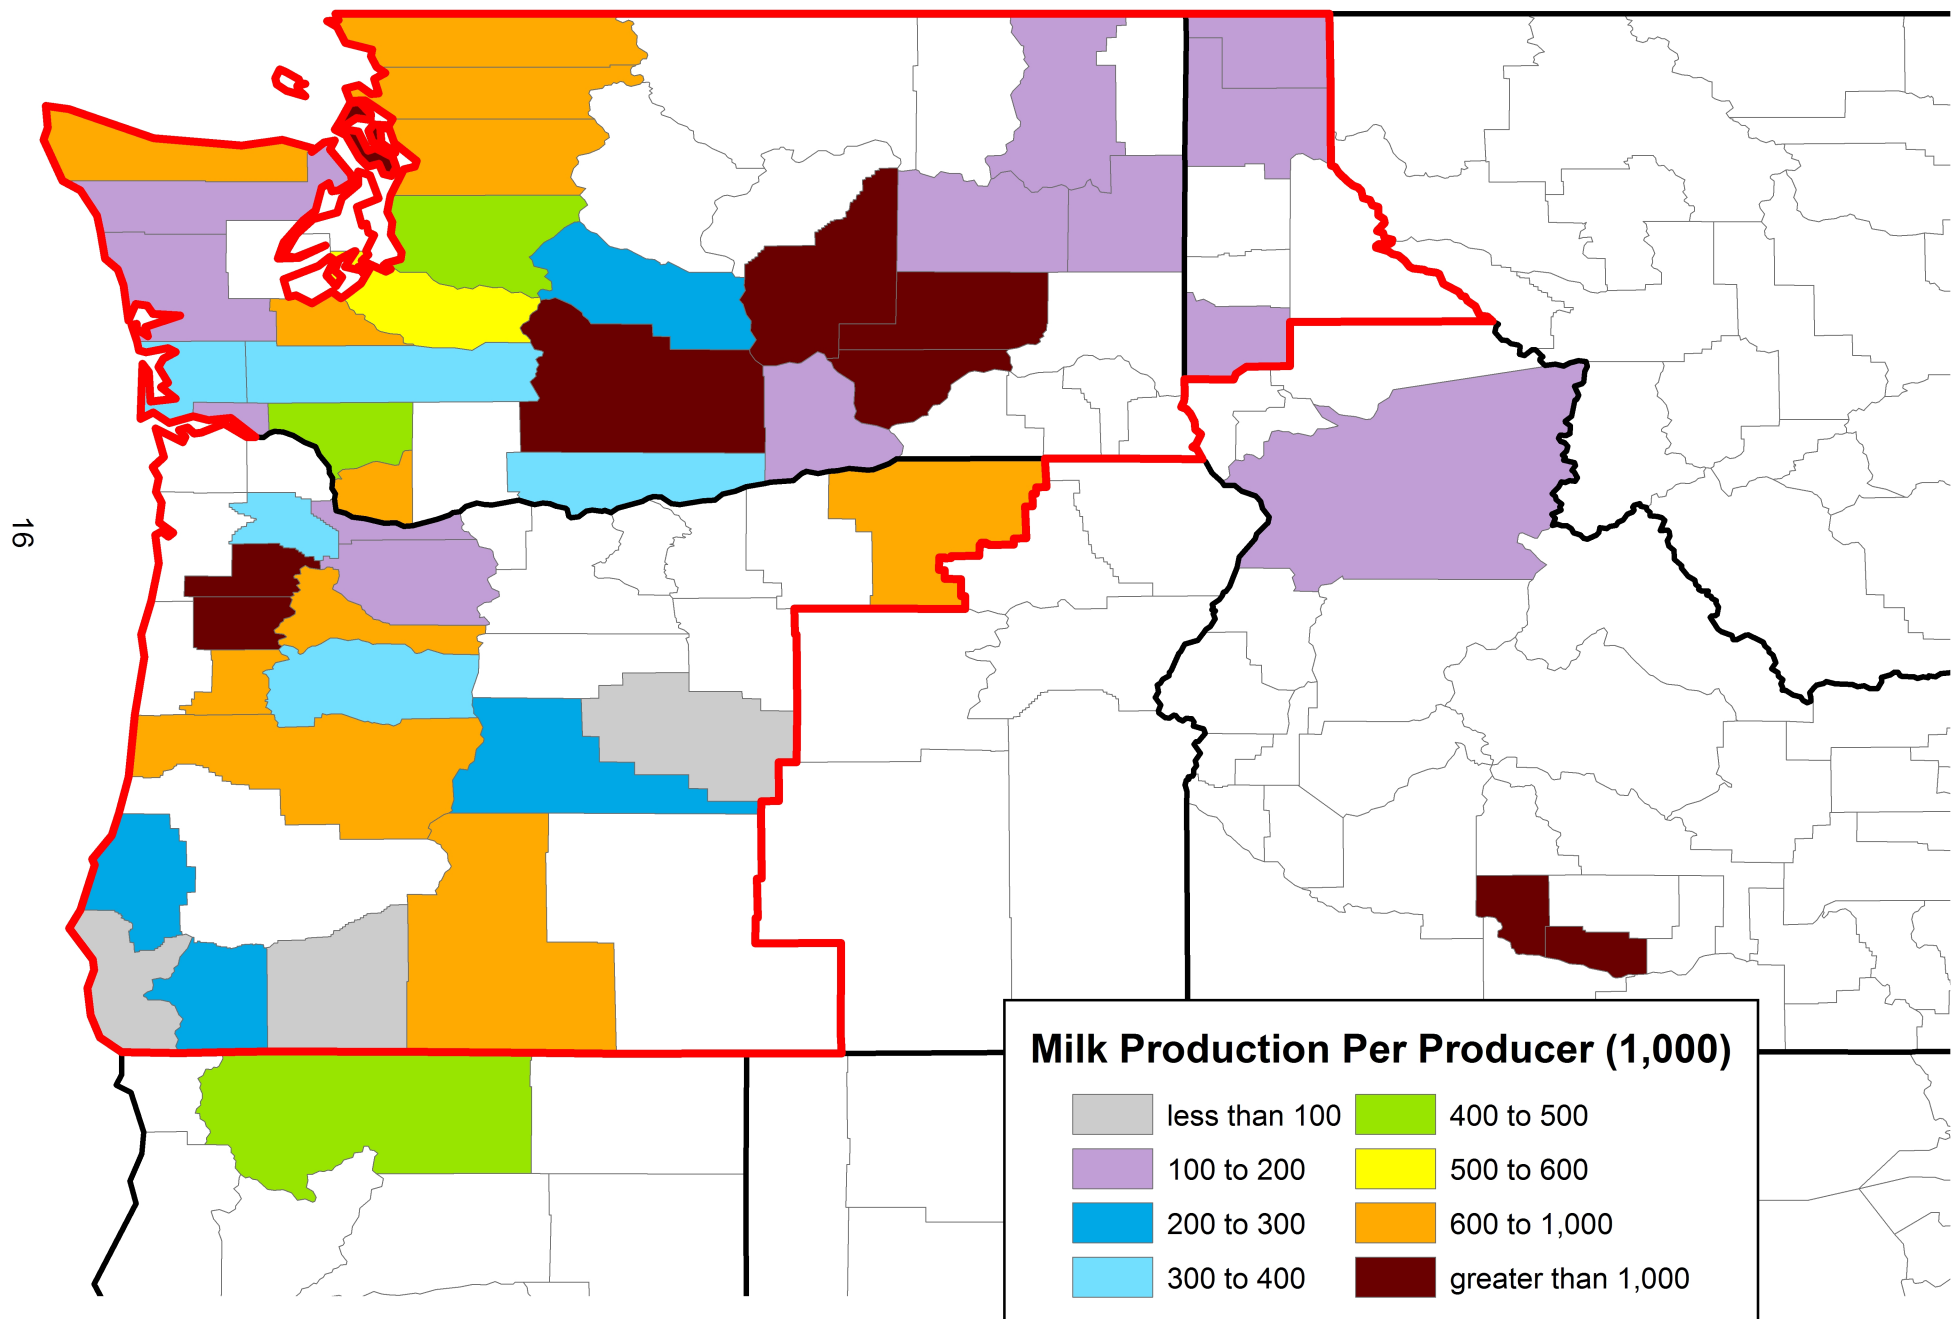 16
Milk Production Per Producer (1,000)
less than 100
100 to 200
200 to 300
300 to 400
400 to 500
500 to 600
600 to 1,000
greater than 1,000